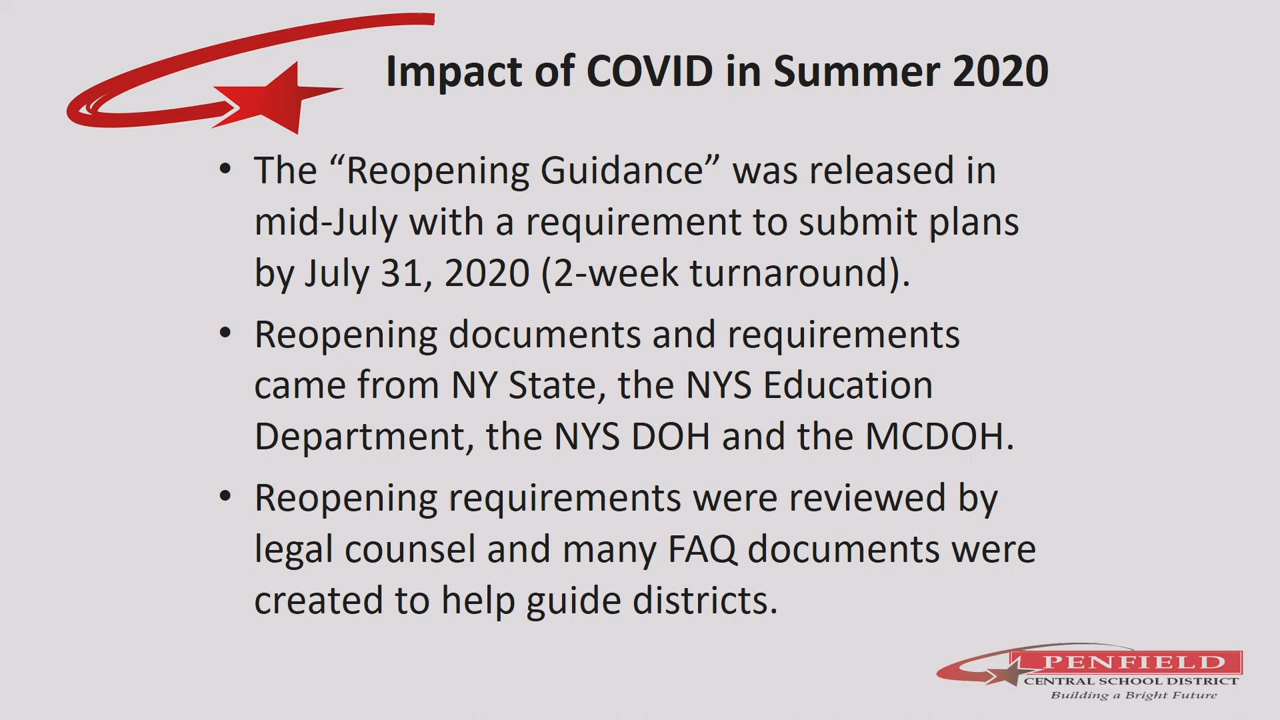 Impact of COVID in Summer 2020
• The “Reopening Guidance” was released in
mid-July with a requirement to submit plans
by July 31, 2020 (2-week turnaround).
• Reopening documents and requirements
came from NY State, the NYS Education
Department, the NYS DOH and the MCDOH.
• Reopening requirements were reviewed by
legal counsel and many FAQ documents were
created to help guide districts.
PENFIELD
CENTRAL SCHOOL DISTRICT
Building a Bright Future